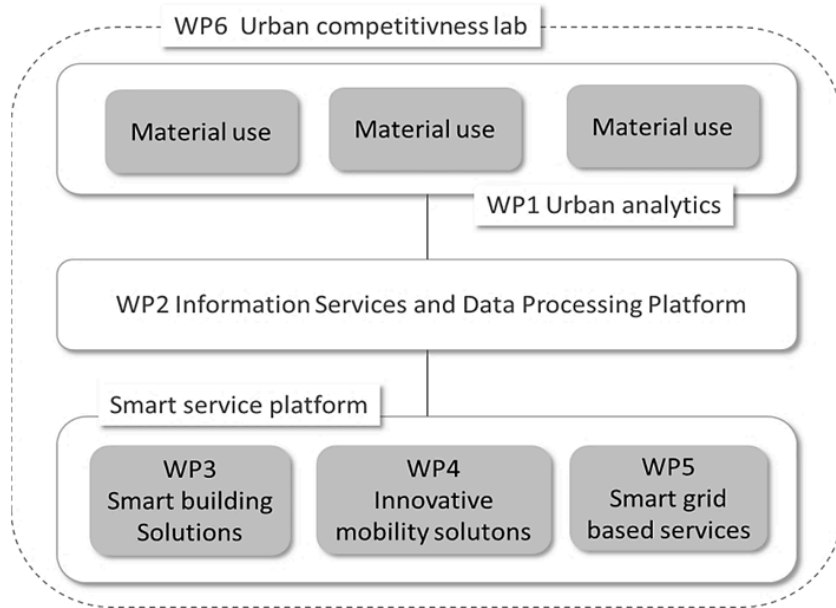 WP6 Urban competitivness lab
Material use
Material use
Material use
WP1 Urban analytics
WP2 Information Services and Data Processing Platform
Smart service platform
WP3
Smart building
Solutions
WP4
Innovative
mobility solutons
WP5
Smart grid
based services